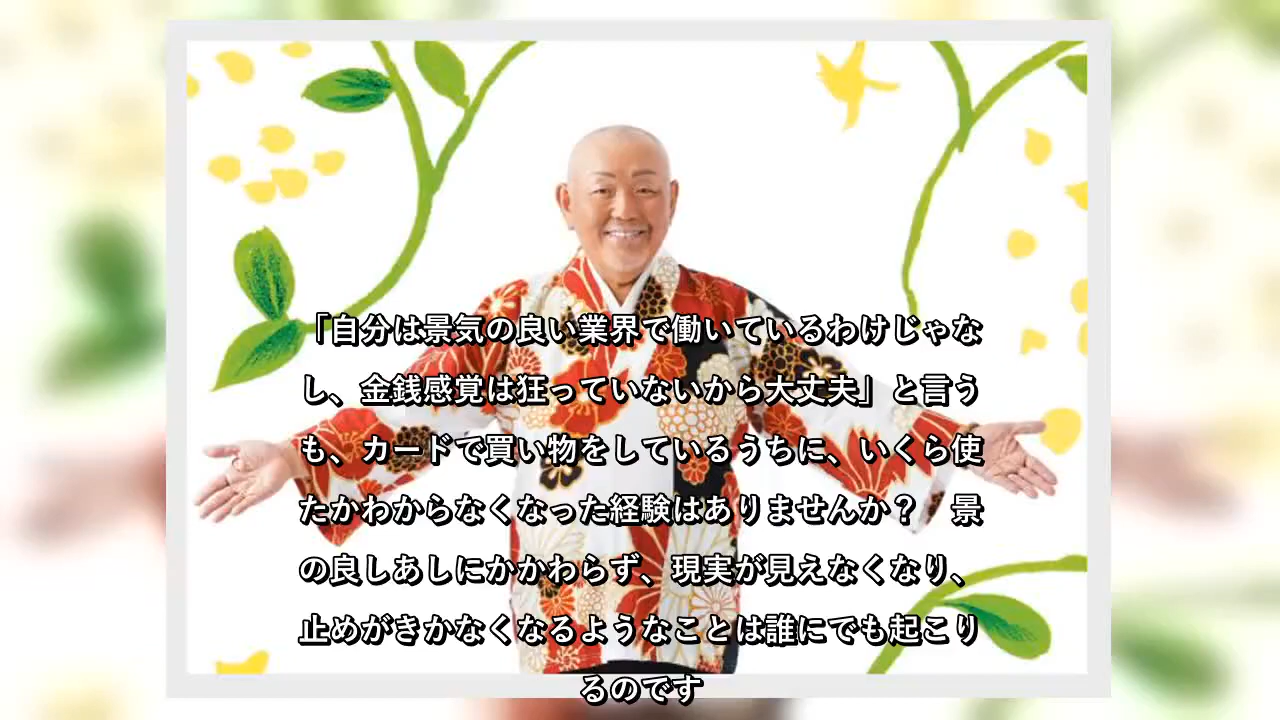 「自分は景気の良い業界で働いているわけじゃな
し、金銭感覚は狂っていないから大丈夫」と言う
も、カードで買い物をしているうちに、いくら使
たかわからなくなった経験はありませんか？　景
の良しあしにかかわらず、現実が見えなくなり、
止めがきかなくなるようなことは誰にでも起こり
るのです